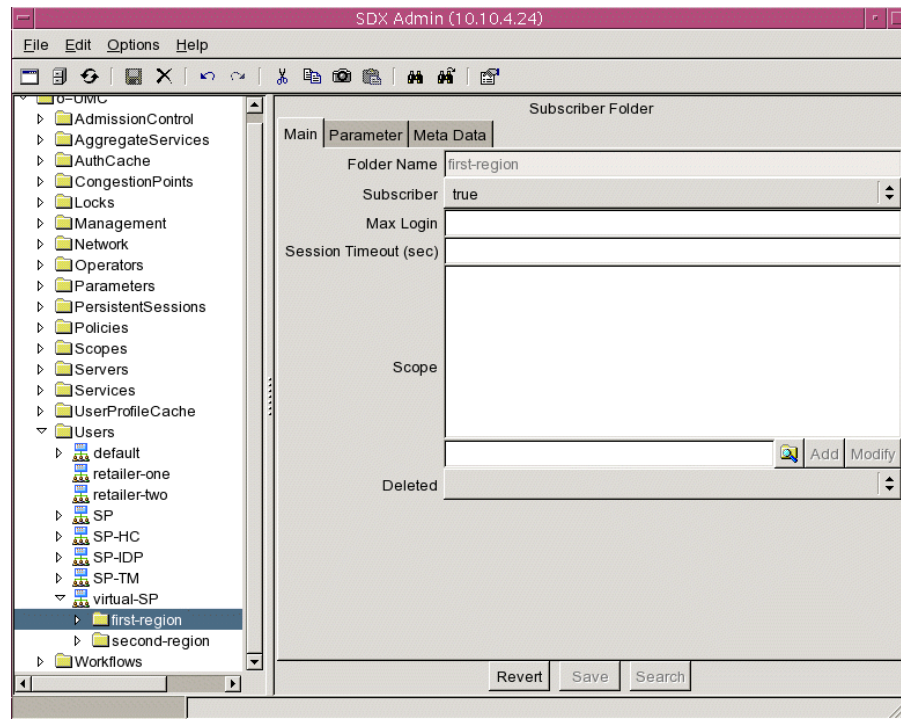 SDX Admin (10.10.4.24)
File Edit Options Help
o=UMC
AdmissionControl
AggregateServices
AuthCache
CongestionPoints
Locks
Management
Network
Operators
Parameters
PersistentSessions
Policies
Scopes
Servers
Services
UserProfileCache
Users
default
retailer-one
retailer-two
SP
SP-HC
SP-IDP
SP-TM
virtual-SP
first-region
second-region
Workflows
Subscriber Folder
Main Parameter Meta Data
Folder Name first-region
Subscriber true
Max Login
Session Timeout (sec)
Scope
Add Modify
Deleted
Revert Save Search